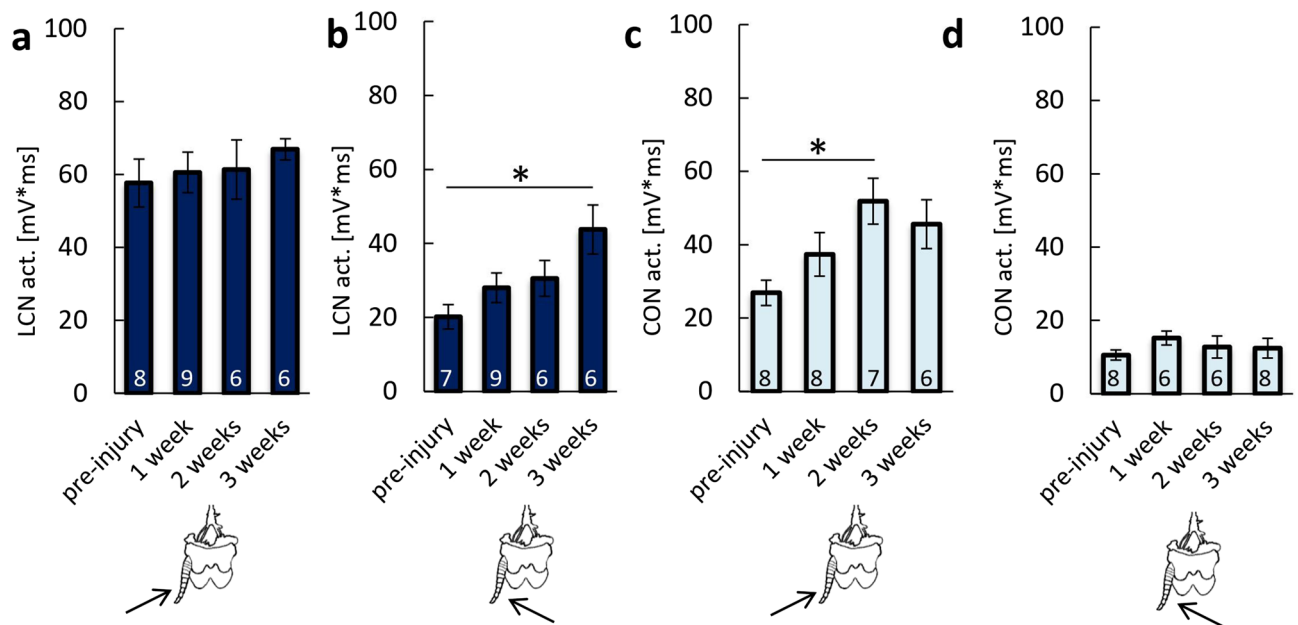 a
LCN act. [mV*ms]
100
80
60
40
20
0
8 9 6 6
pre-injury
1 week
2 weeks
3 weeks
b
LCN act. [mV*ms]
100
80
60
40
20
0
*
7 9 6 6
pre-injury
1 week
2 weeks
3 weeks
c
CON act. [mV*ms]
100
80
60
40
20
0
*
8 8 7 6
pre-injury
1 week
2 weeks
3 weeks
d
CON act. [mV*ms]
100
80
60
40
20
0
8 6 6 8
pre-injury
1 week
2 weeks
3 weeks